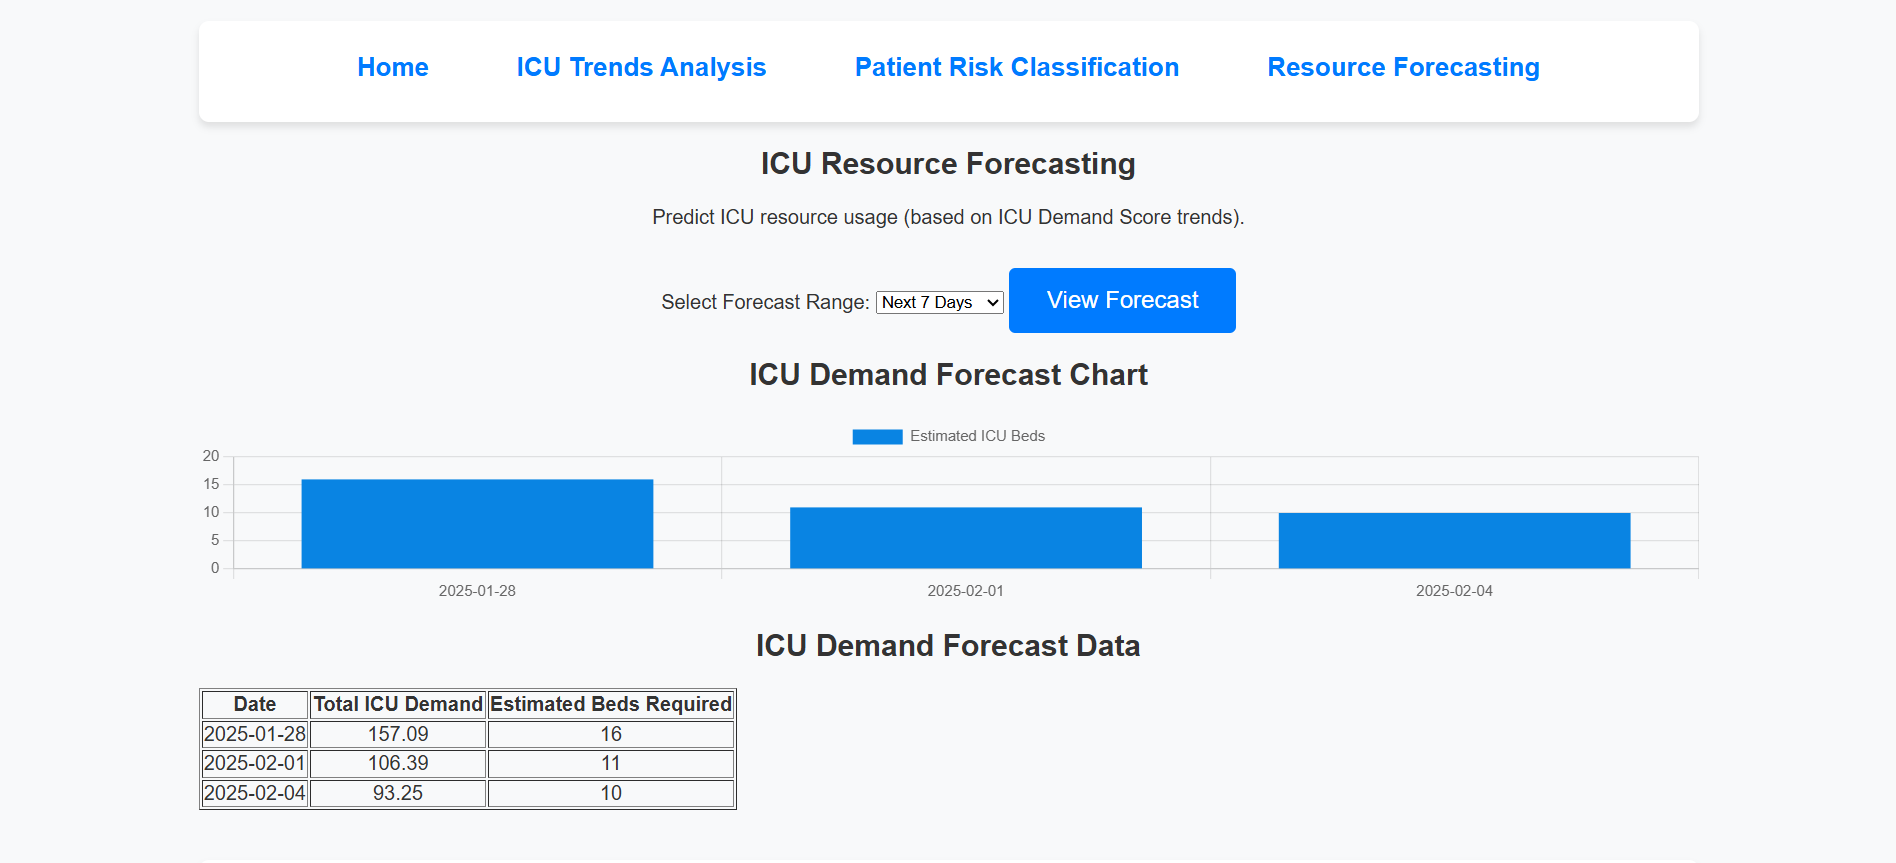 Home ICU Trends Analysis Patient Risk Classification Resource Forecasting
ICU Resource Forecasting
Predict ICU resource usage (based on ICU Demand Score trends).
Select Forecast Range: Next 7 Days View Forecast
ICU Demand Forecast Chart
Estimated ICU Beds
20
15
10
5
0
2025-01-28 2025-02-01 2025-02-04
ICU Demand Forecast Data
Date Total ICU Demand Estimated Beds Required
2025-01-28 157.09 16
2025-02-01 106.39 11
2025-02-04 93.25 10